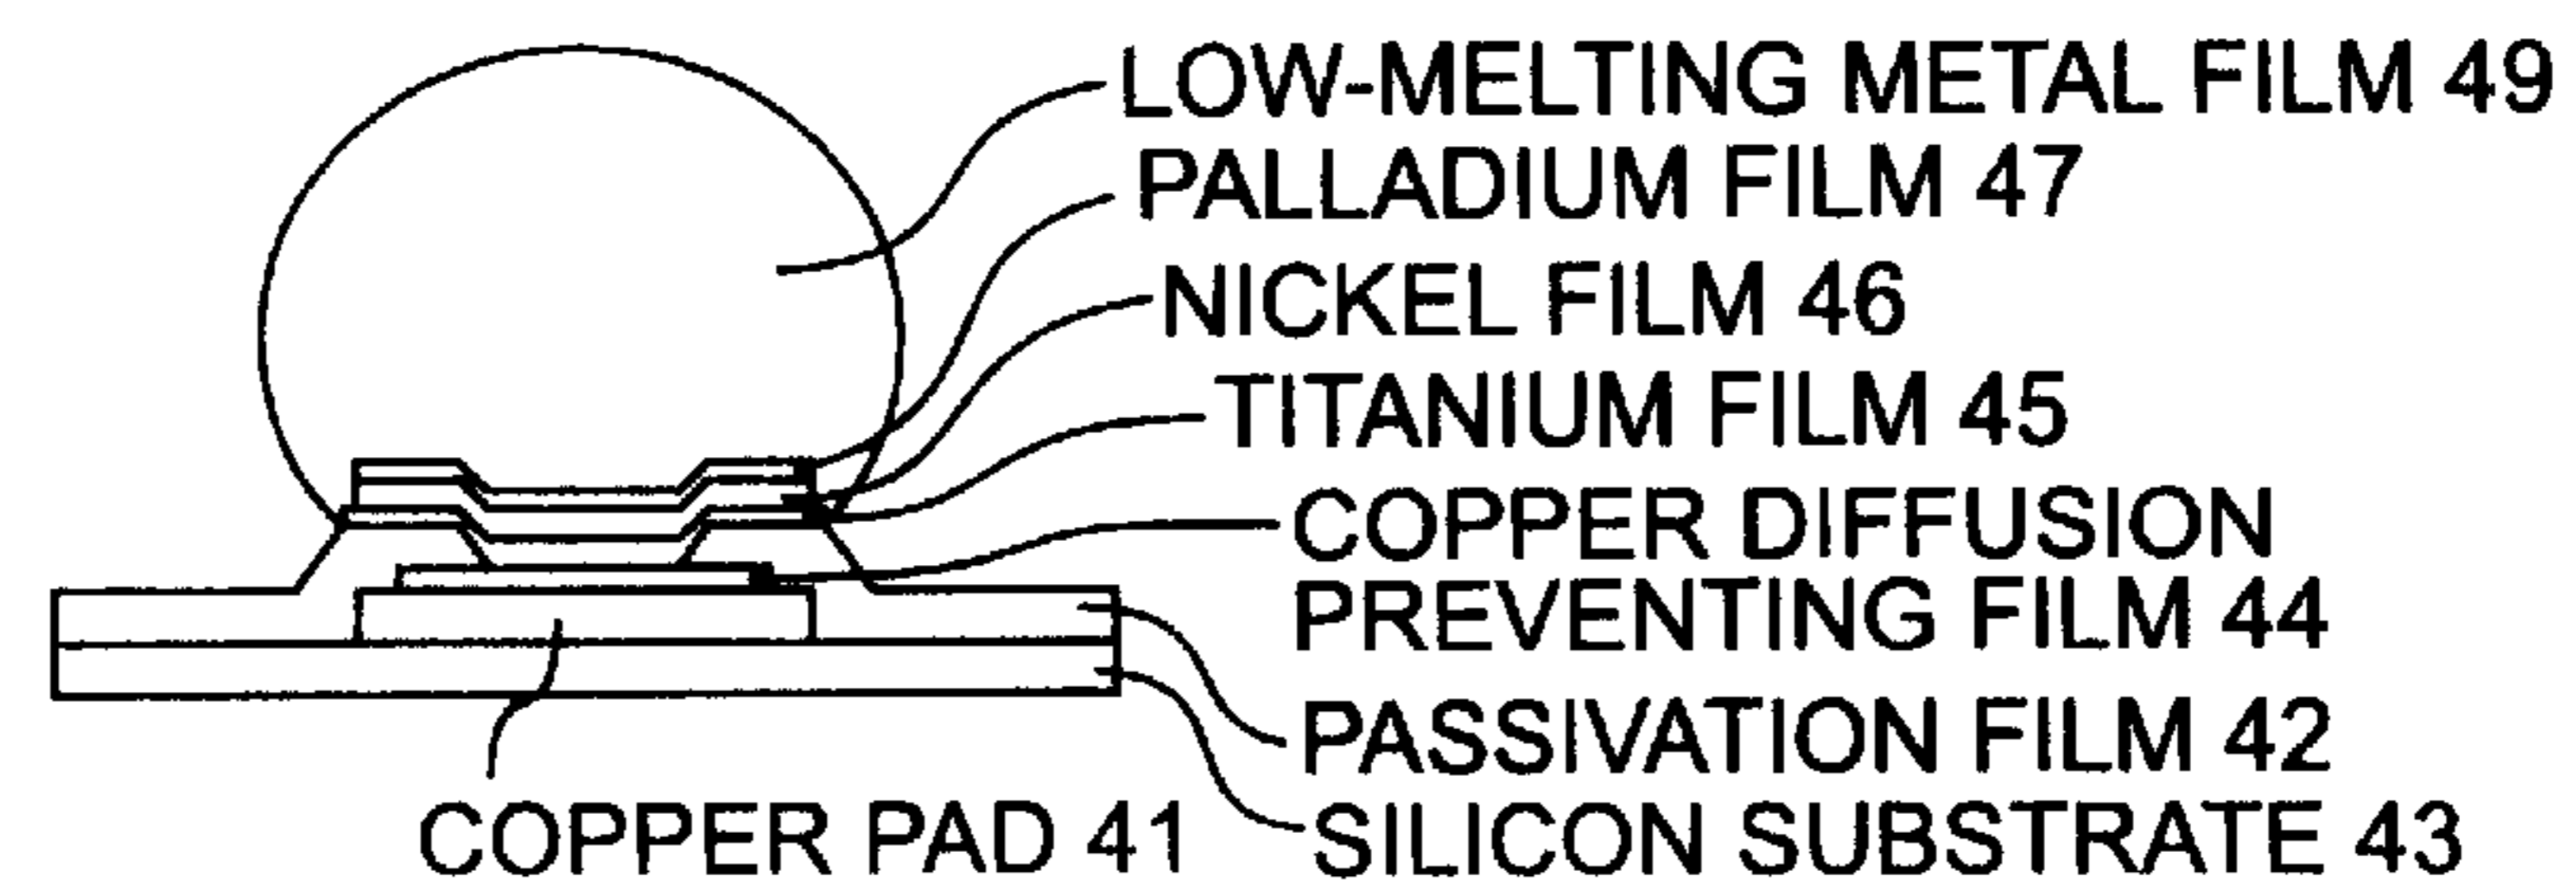 LOW-MELTING METAL FILM 49
PALLADIUM FILM 47
NICKEL FILM 46
TITANIUM FILM 45
COPPER DIFFUSION
PREVENTING FILM 44
PASSIVATION FILM 42
COPPER PAD 41
SILICON SUBSTRATE 43